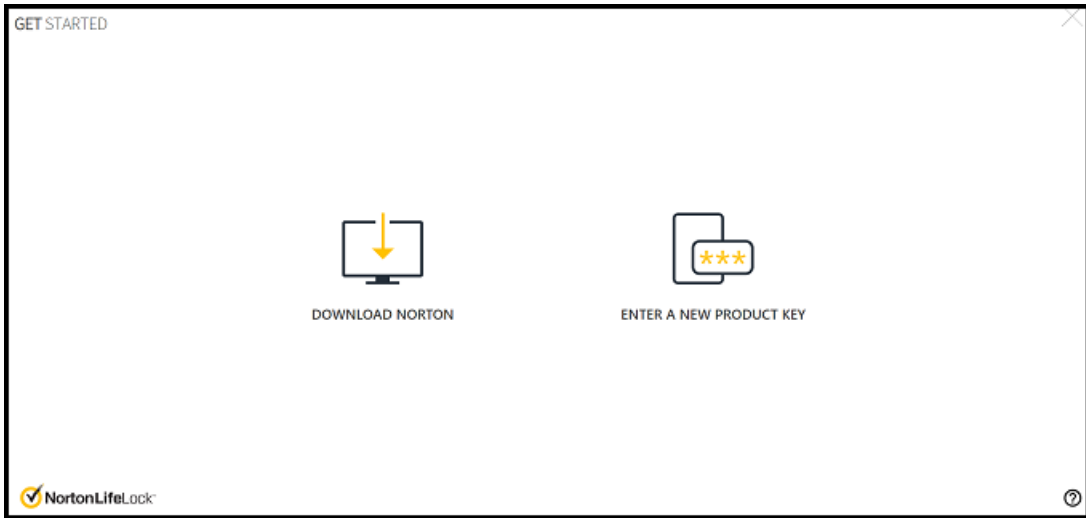 GET STARTED
DOWNLOAD NORTON
ENTER A NEW PRODUCT KEY
***
NortonLifeLock
?